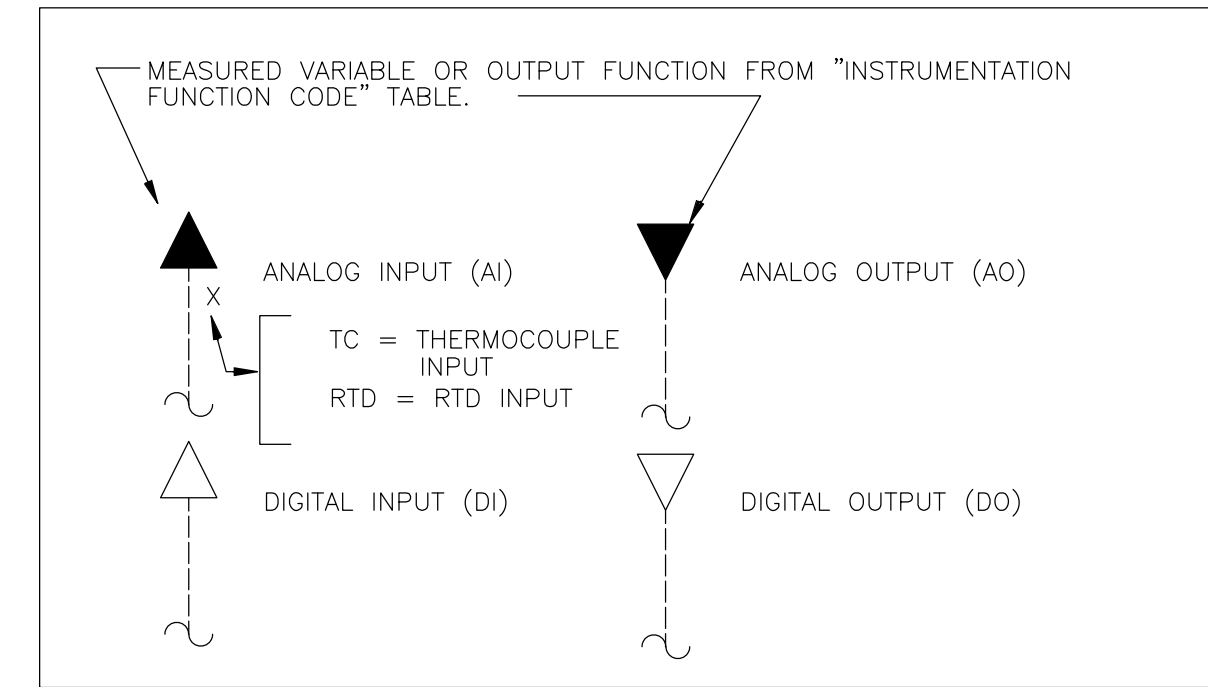 MEASURED VARIABLE OR OUTPUT FUNCTION FROM "INSTRUMENTATION
FUNCTION CODE" TABLE.
ANALOG INPUT (AI)
ANALOG OUTPUT (AO)
X
TC = THERMOCOUPLE
INPUT
RTD = RTD INPUT
DIGITAL INPUT (DI)
DIGITAL OUTPUT (DO)